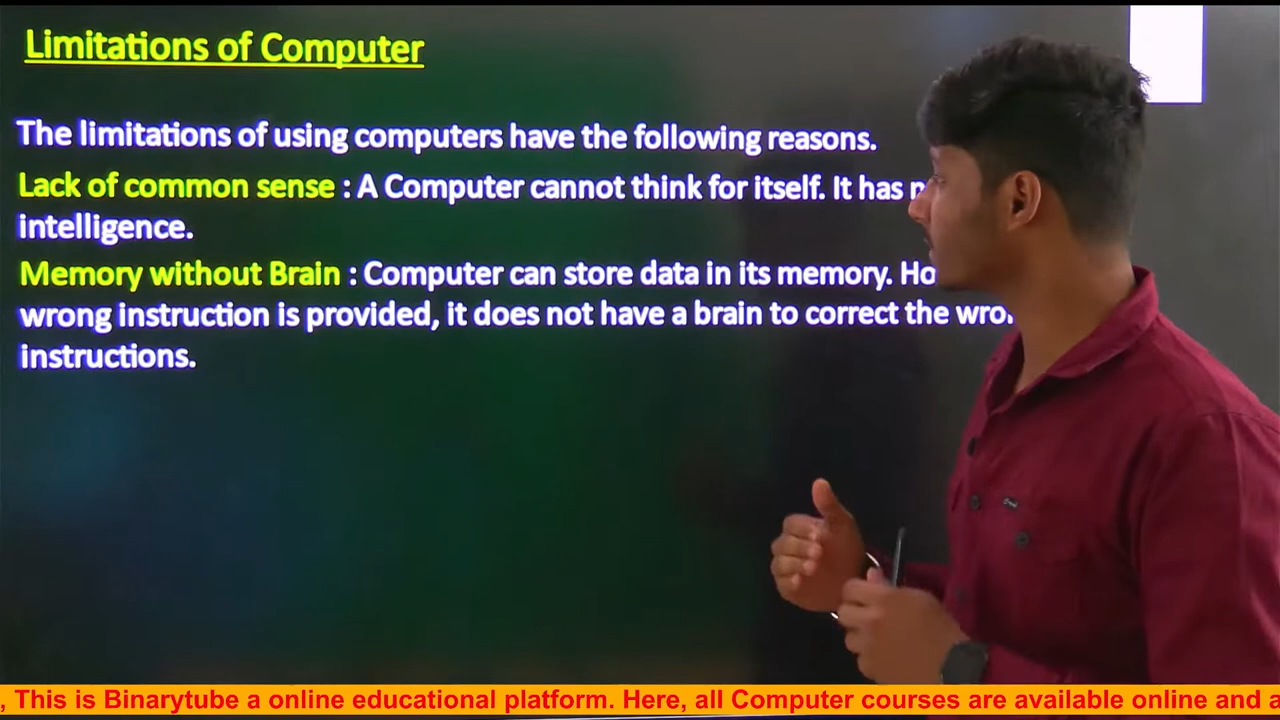 Limitations of Computer
The limitations of using computers have the following reasons.
Lack of common sense : A Computer cannot think for itself. It has
intelligence.
Memory without Brain : Computer can store data in its memory.
wrong instruction is provided, it does not have a brain to correct the
instructions.
, This is Binarytube a online educational platform. Here, all Computer courses are available online and